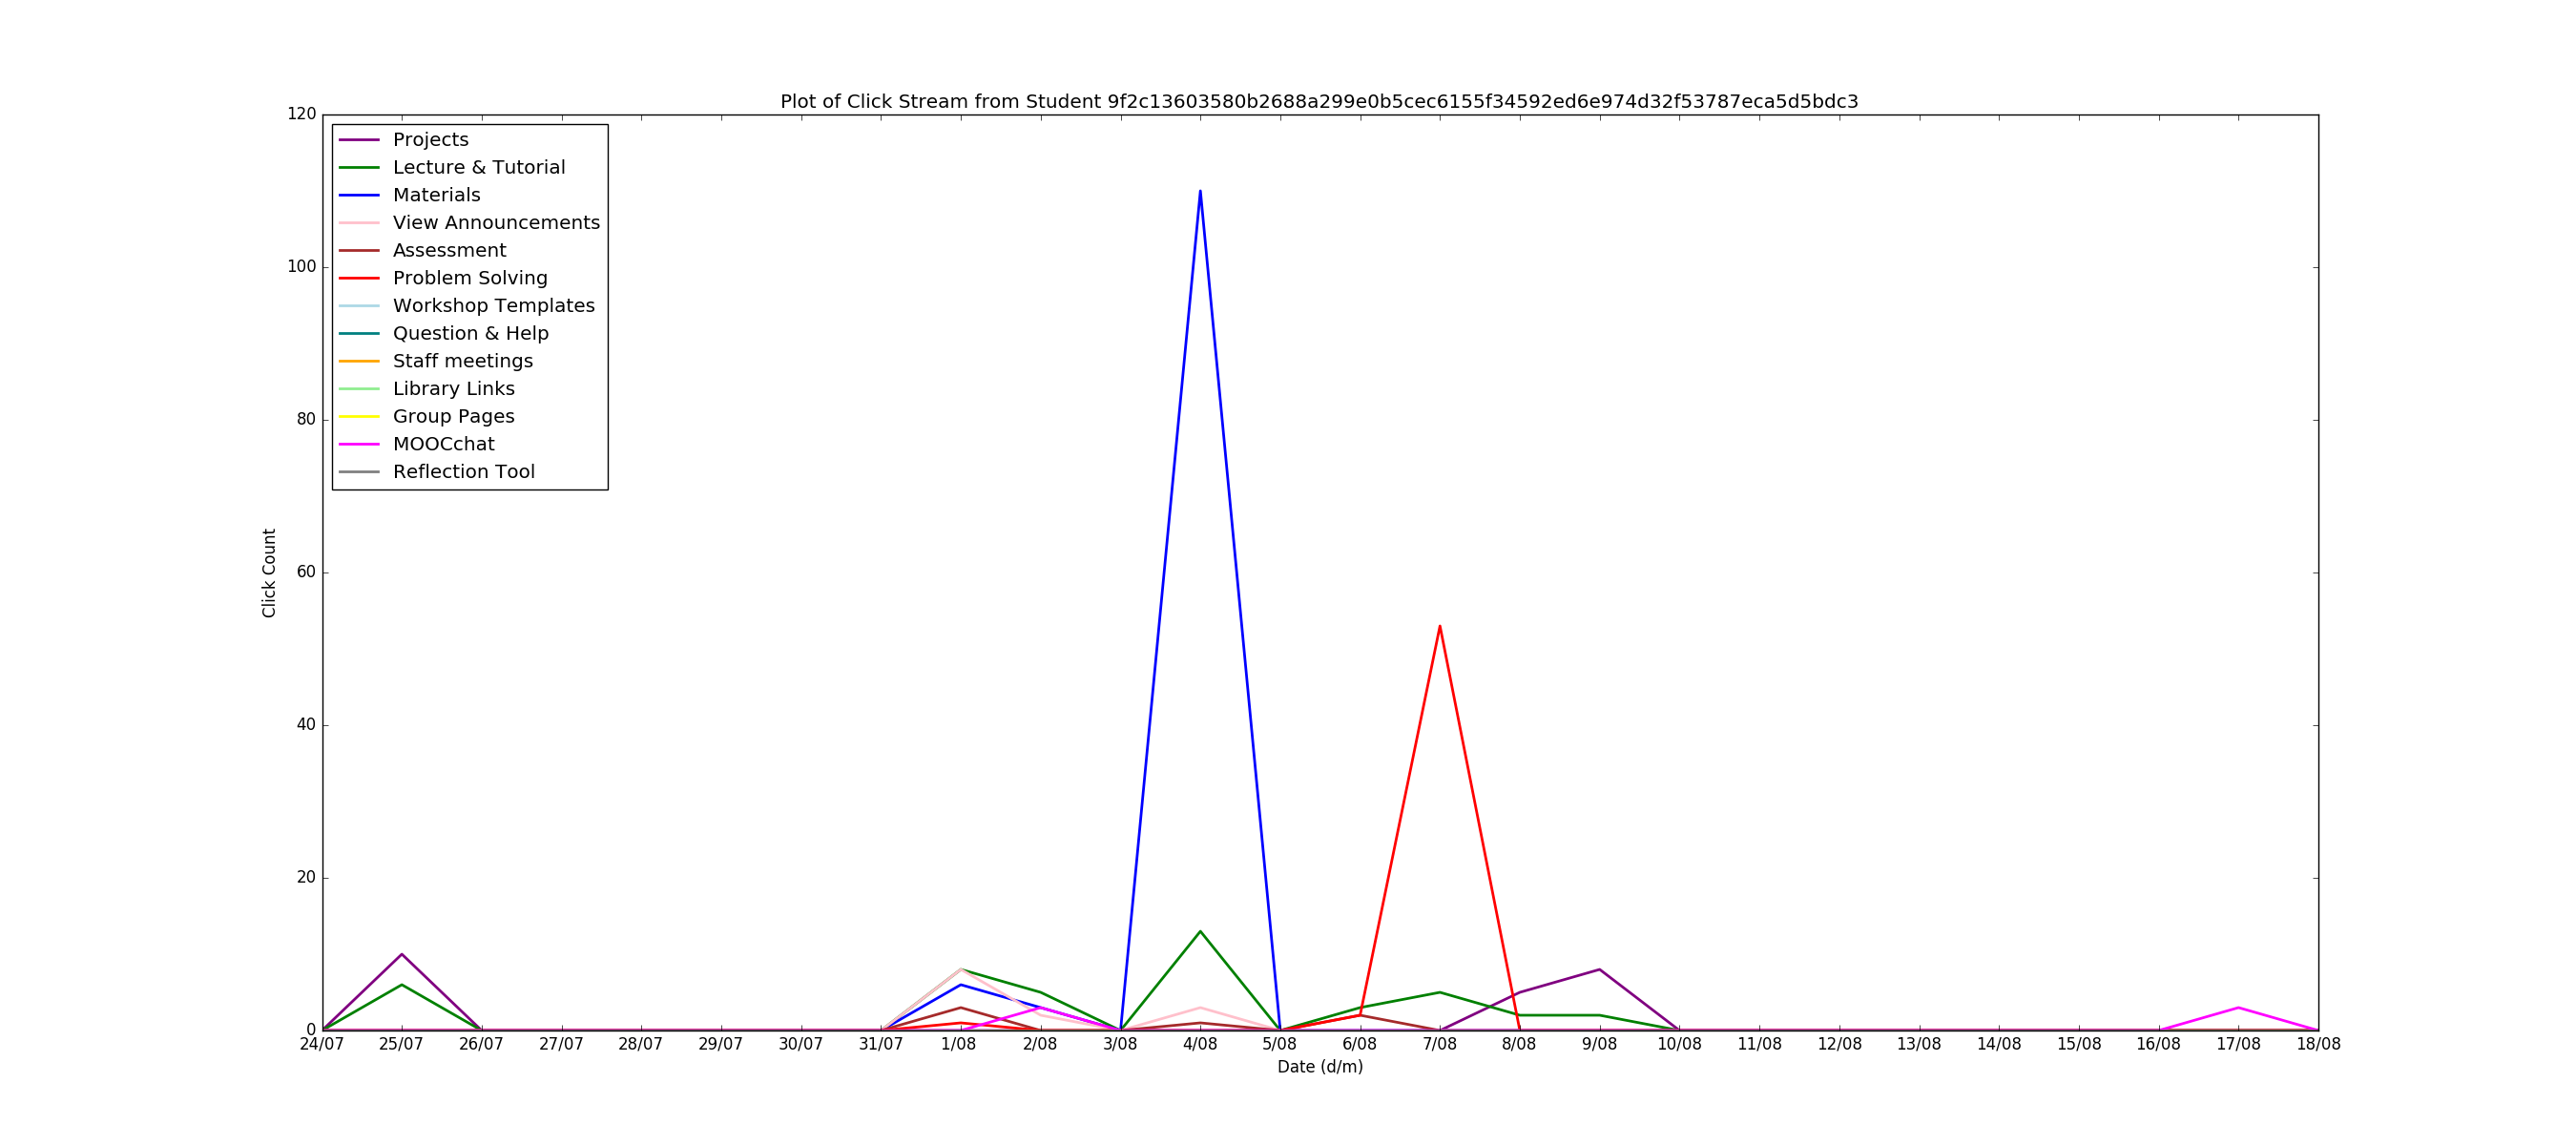 Plot of Click Stream from Student 9f2c13603580b2688a299e0b5cec6155f34592ed6e974d32f53787eca5d5bdc3
120
100
80
60
40
20
0
Click Count
Projects
Lecture & Tutorial
Materials
View Announcements
Assessment
Problem Solving
Workshop Templates
Question & Help
Staff meetings
Library Links
Group Pages
MOOCchat
Reflection Tool
24/07 25/07 26/07 27/07 28/07 29/07 30/07 31/07 1/08 2/08 3/08 4/08 5/08 6/08 7/08 8/08 9/08 10/08 11/08 12/08 13/08 14/08 15/08 16/08 17/08 18/08
Date (d/m)